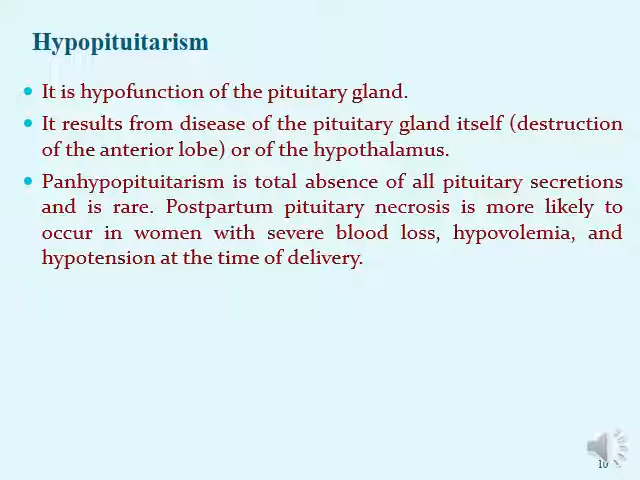 Hypopituitarism
• It is hypofunction of the pituitary gland.
• It results from disease of the pituitary gland itself (destruction
of the anterior lobe) or of the hypothalamus.
• Panhypopituitarism is total absence of all pituitary secretions
and is rare. Postpartum pituitary necrosis is more likely to
occur in women with severe blood loss, hypovolemia, and
hypotension at the time of delivery.
10